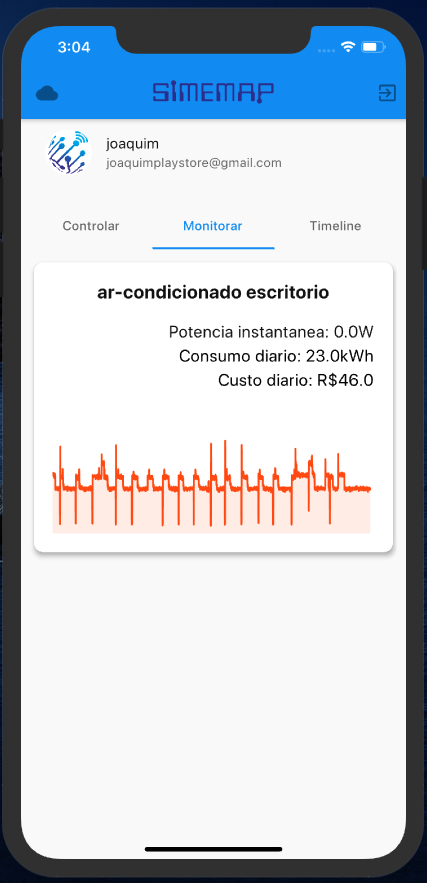 3:04
SIMEMAP
joaquim
joaquimplaystore@gmail.com
Controlar Monitorar Timeline
ar-condicionado escritorio
Potencia instantanea: 0.0W
Consumo diario: 23.0kWh
Custo diario: R$46.0